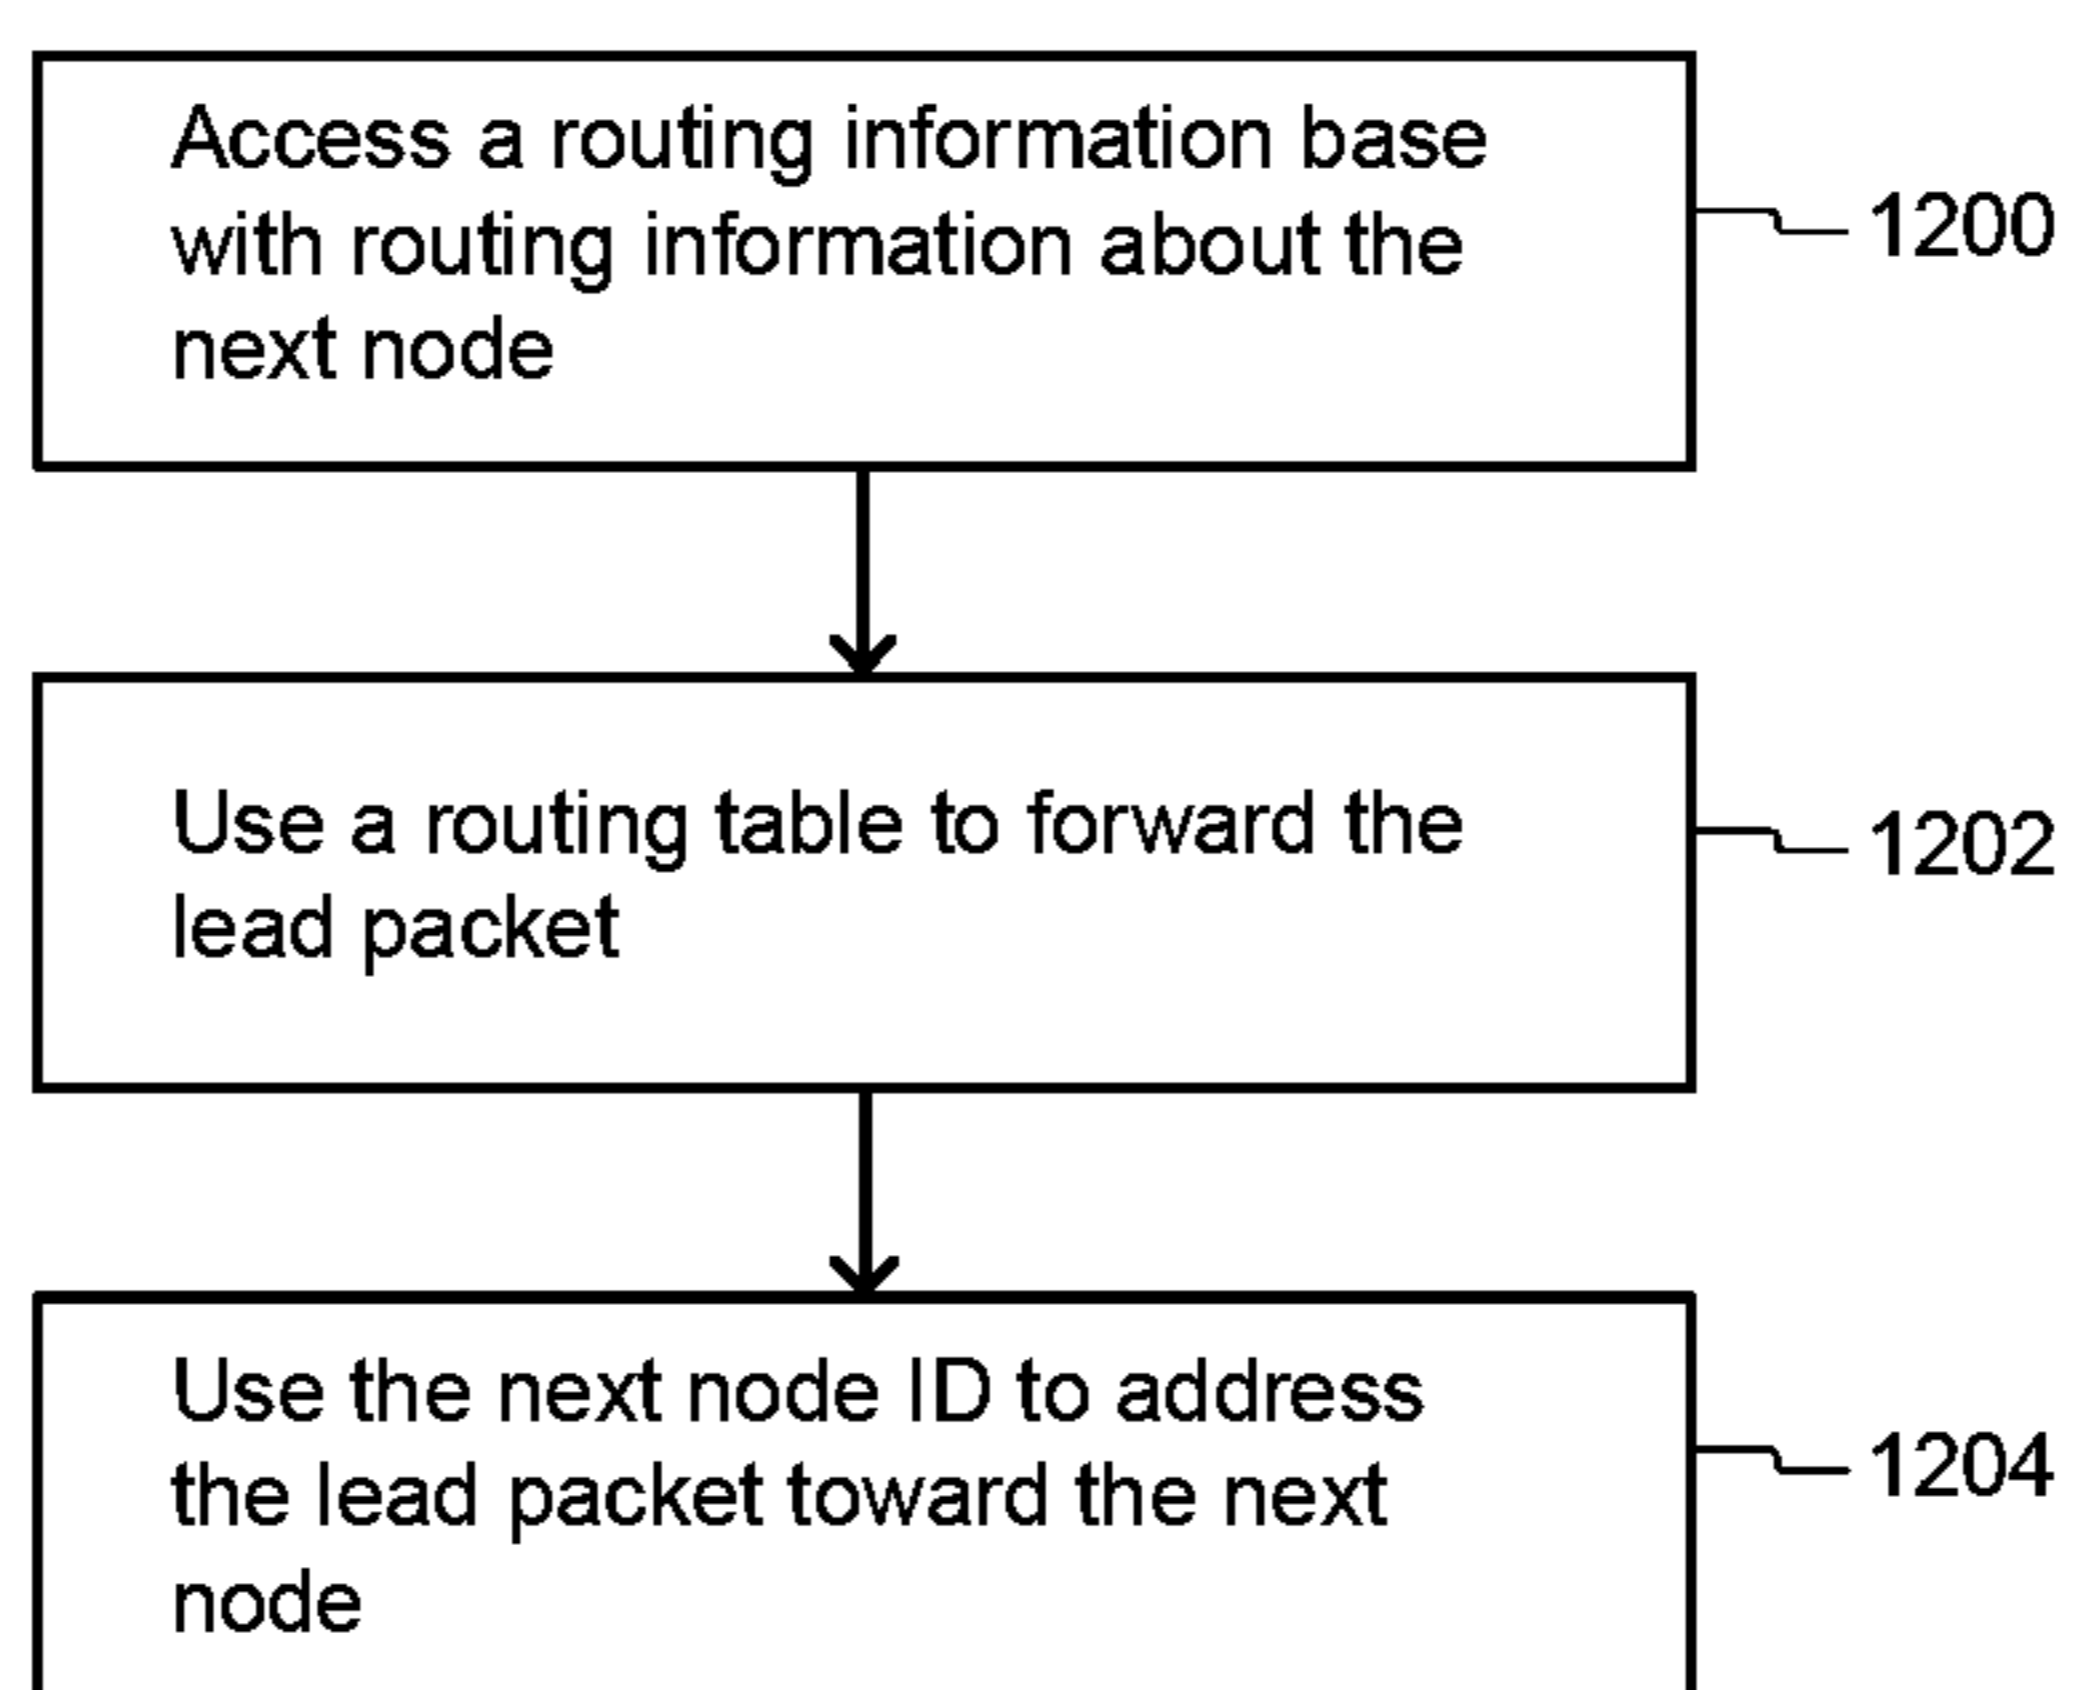 Access a routing information base
with routing information about the
next node
1200
Use a routing table to forward the
lead packet
1202
Use the next node ID to address
the lead packet toward the next
node
1204